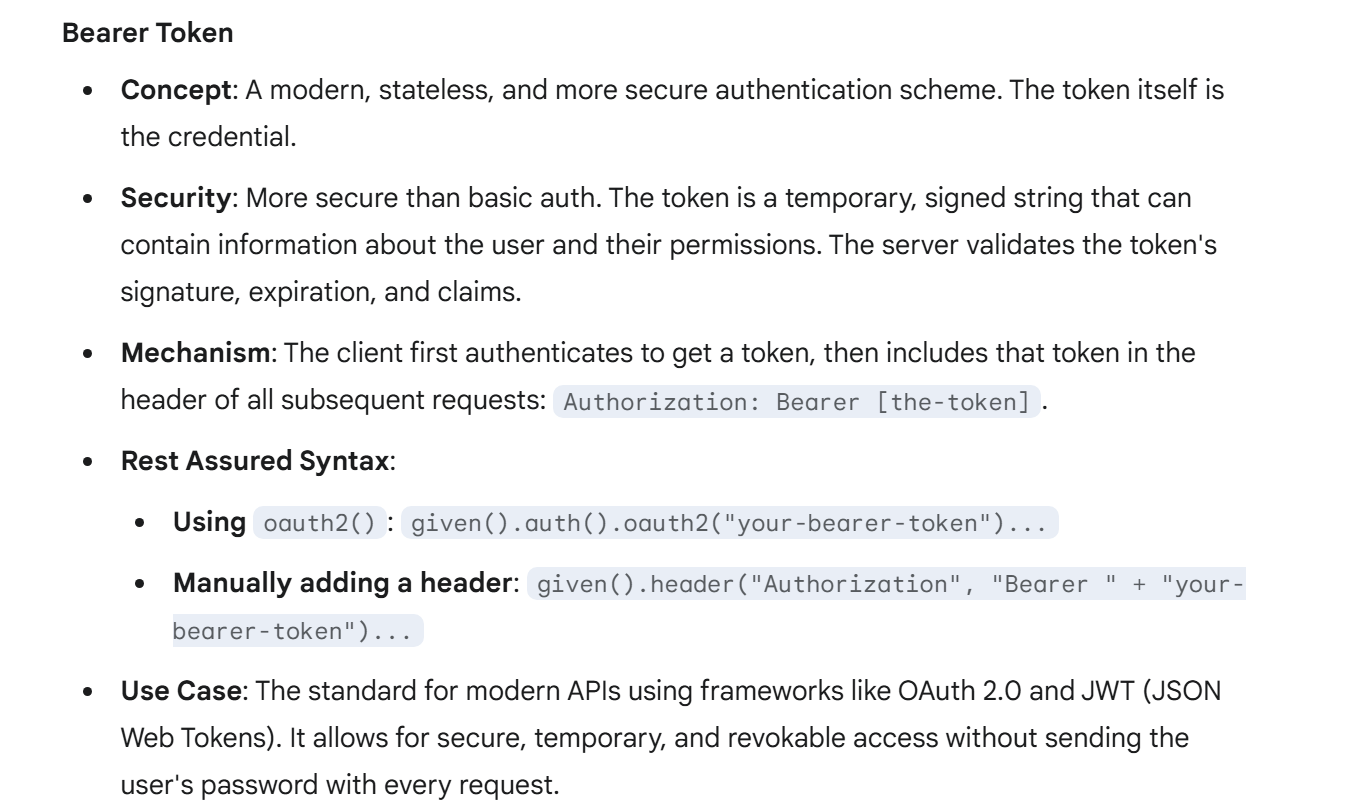 Bearer Token
• Concept: A modern, stateless, and more secure authentication scheme. The token itself is
the credential.
• Security: More secure than basic auth. The token is a temporary, signed string that can
contain information about the user and their permissions. The server validates the token's
signature, expiration, and claims.
• Mechanism: The client first authenticates to get a token, then includes that token in the
header of all subsequent requests: Authorization: Bearer [the-token].
• Rest Assured Syntax:
• Using oauth2(): given().auth().oauth2("your-bearer-token")...
• Manually adding a header: given().header("Authorization", "Bearer " + "your-
bearer-token")...
• Use Case: The standard for modern APIs using frameworks like OAuth 2.0 and JWT (JSON
Web Tokens). It allows for secure, temporary, and revokable access without sending the
user's password with every request.